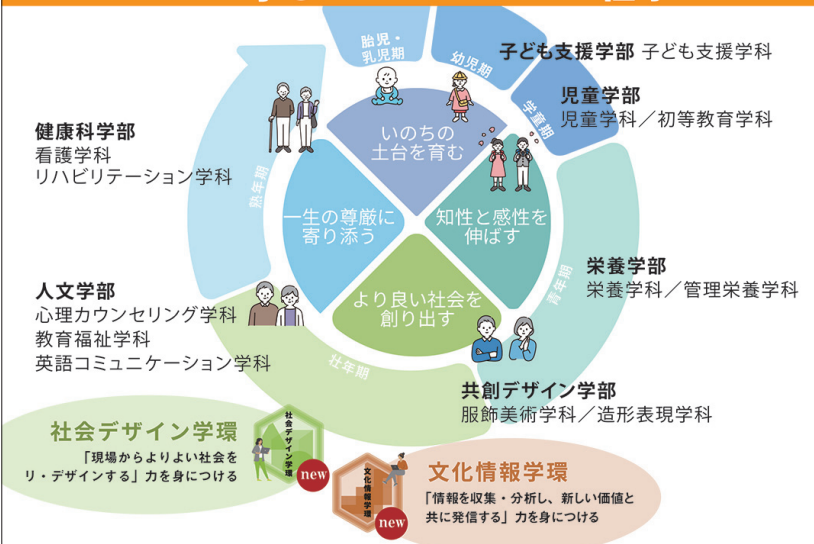 胎児・
乳児期
幼児期
学童期
青年期
壮年期
熟年期
いのちの
土台を育む
知性と感性を
伸ばす
より良い社会を
創り出す
一生の尊厳に
寄り添う
子ども支援学部 子ども支援学科
児童学部
児童学科／初等教育学科
栄養学部
栄養学科／管理栄養学科
共創デザイン学部
服飾美術学科／造形表現学科
健康科学部
看護学科
リハビリテーション学科
人文学部
心理カウンセリング学科
教育福祉学科
英語コミュニケーション学科
社会デザイン学環
「現場からよりよい社会を
リ・デザインする」力を身につける
社会デザイン学環
new
文化情報学環
new
文化情報学環
「情報を収集・分析し、新しい価値と
共に発信する」力を身につける